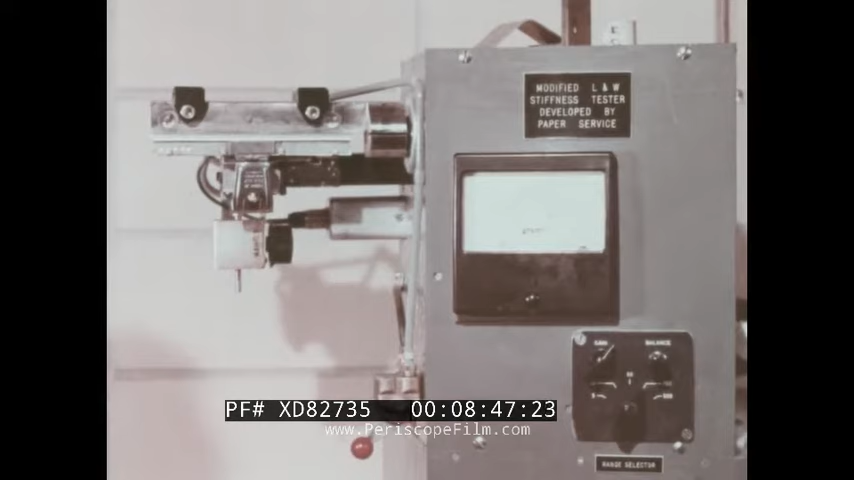 MODIFIED L & W
STIFFNESS TESTER
DEVELOPED BY
PAPER SERVICE
GAIN BALANCE
RANGE SELECTOR
PF# XD82735 00:08:47:23
www.PeriscopeFilm.com